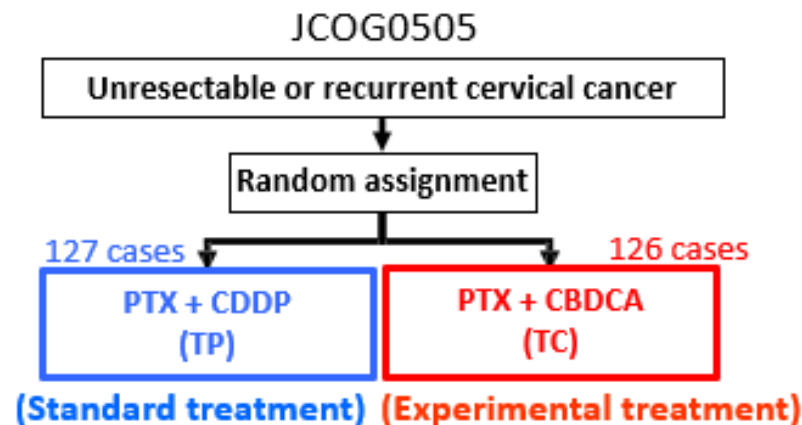 JCOG0505
Unresectable or recurrent cervical cancer
Random assignment
127 cases
126 cases
PTX + CDDP
(TP)
PTX + CBDCA
(TC)
(Standard treatment)
(Experimental treatment)